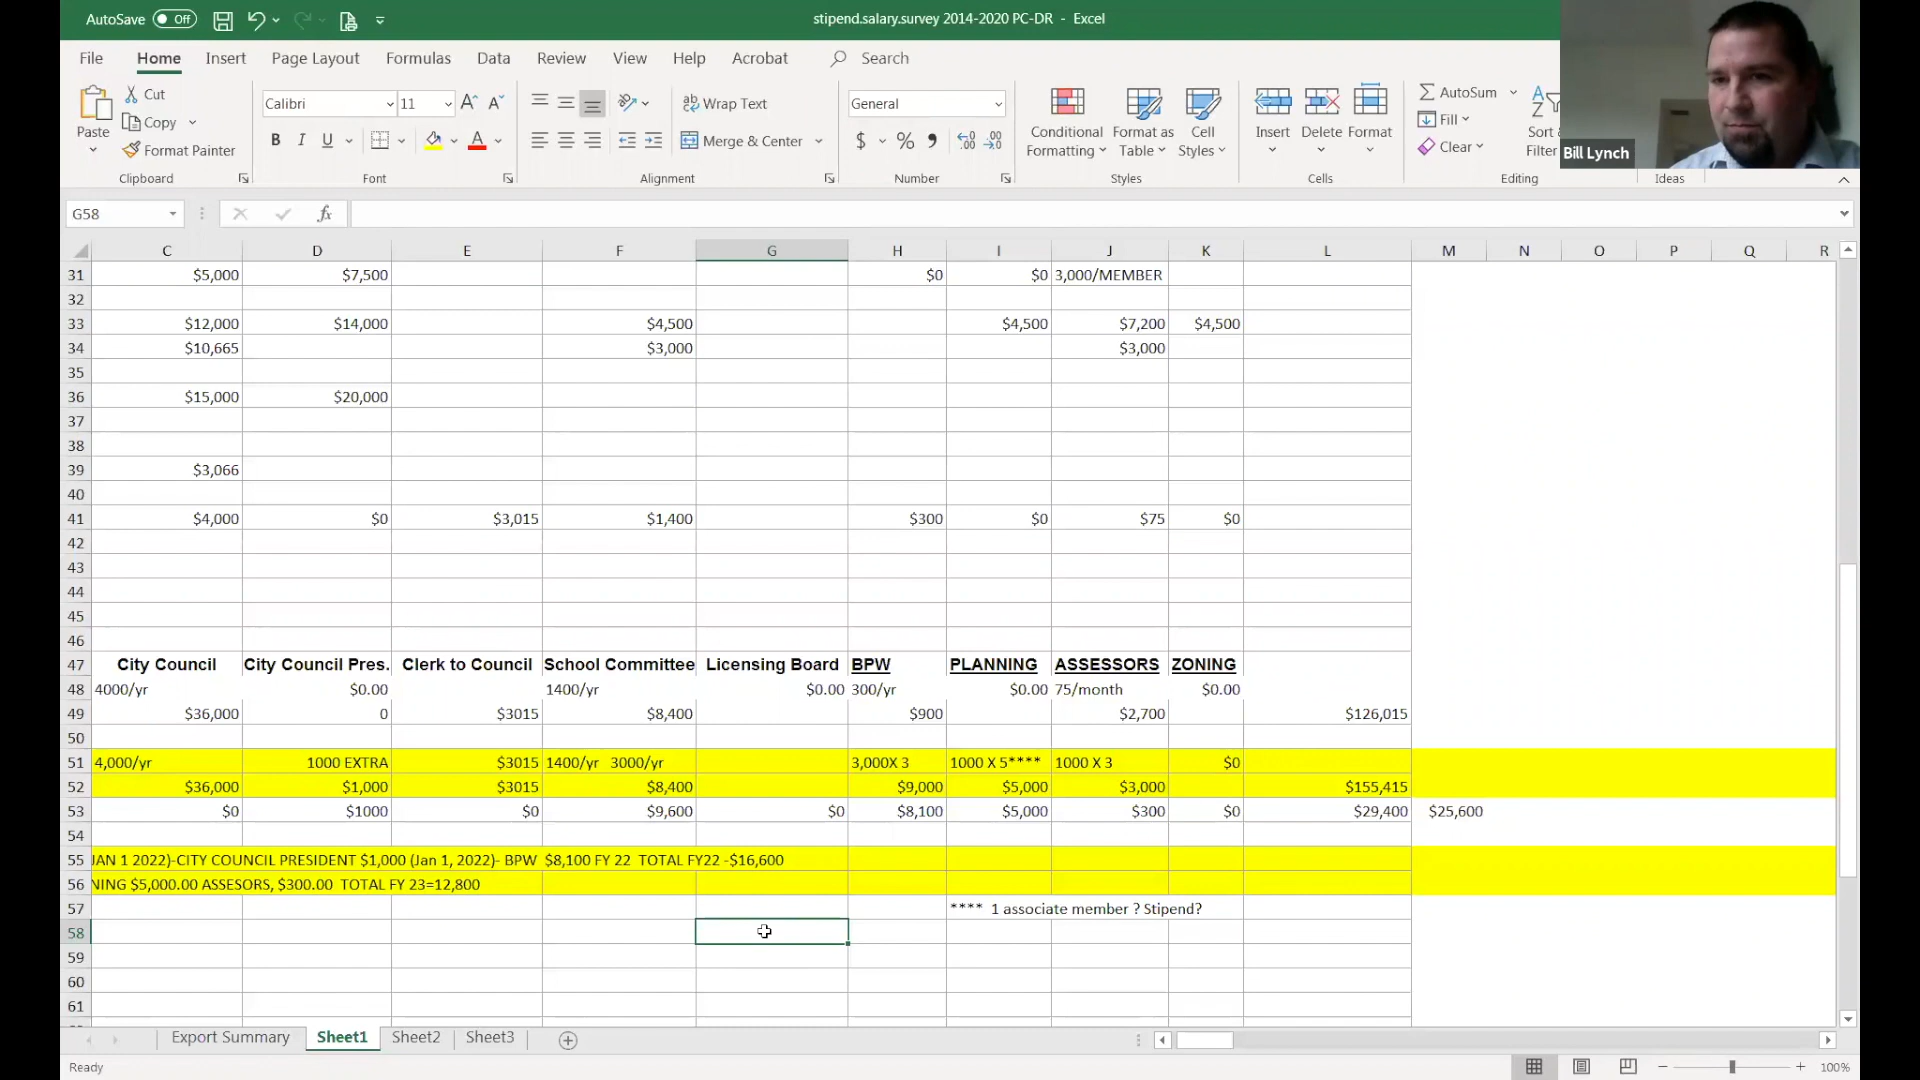 AutoSave Off stipend.salary.survey 2014-2020 PC-DR - Excel
File Home Insert Page Layout Formulas Data Review View Help Acrobat Search
Paste Cut Copy Format Painter Clipboard
Calibri 11 A A B I U A Font
ab Wrap Text Merge & Center Alignment
General $ % Number
Conditional Formatting Format as Table Cell Styles Styles
Insert Delete Format Cells
AutoSum Fill Clear Sort & Filter Editing Ideas
Bill Lynch
G58 fx
C D E F G H I J K L M N O P Q R
31 $5,000 $7,500 $0 $0 3,000/MEMBER
32
33 $12,000 $14,000 $4,500 $4,500 $7,200 $4,500
34 $10,665 $3,000 $3,000
35
36 $15,000 $20,000
37
38
39 $3,066
40
41 $4,000 $0 $3,015 $1,400 $300 $0 $75 $0
42
43
44
45
46
47 City Council City Council Pres. Clerk to Council School Committee Licensing Board BPW PLANNING ASSESSORS ZONING
48 4000/yr $0.00 1400/yr $0.00 300/yr $0.00 75/month $0.00
49 $36,000 0 $3015 $8,400 $900 $2,700 $126,015
50
51 4,000/yr 1000 EXTRA $3015 1400/yr 3000/yr 3,000X 3 1000 X 5**** 1000 X 3 $0
52 $36,000 $1,000 $3015 $8,400 $9,000 $5,000 $3,000 $155,415
53 $0 $1000 $0 $9,600 $0 $8,100 $5,000 $300 $0 $29,400 $25,600
54
55 JAN 1 2022)-CITY COUNCIL PRESIDENT $1,000 (Jan 1, 2022)- BPW $8,100 FY 22 TOTAL FY22 -$16,600
56 NING $5,000.00 ASSESORS, $300.00 TOTAL FY 23=12,800
57 **** 1 associate member ? Stipend?
58
59
60
61
Export Summary Sheet1 Sheet2 Sheet3
Ready 100%